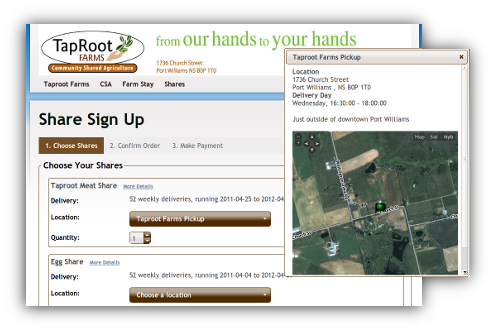 TapRoot
FARMS
Community Shared Agriculture
from our hands to your hands
1736 Church Street
Port Williams NS B0P 1T0
Taproot Farms CSA Farm Stay Shares
Share Sign Up
1. Choose Shares 2. Confirm Order 3. Make Payment
Choose Your Shares
Taproot Meat Share More Details
Delivery: 52 weekly deliveries, running 2011-04-25 to 2012-04-
Location: Taproot Farms Pickup
Quantity: 1
Egg Share More Details
Delivery: 52 weekly deliveries, running 2011-04-04 to 2012-04-
Location: Choose a location
Taproot Farms Pickup
Location
1736 Church Street
Port Williams , NS B0P 1T0
Delivery Day
Wednesday, 16:30:00 - 18:00:00
Just outside of downtown Port Williams
Map Sat Hyb